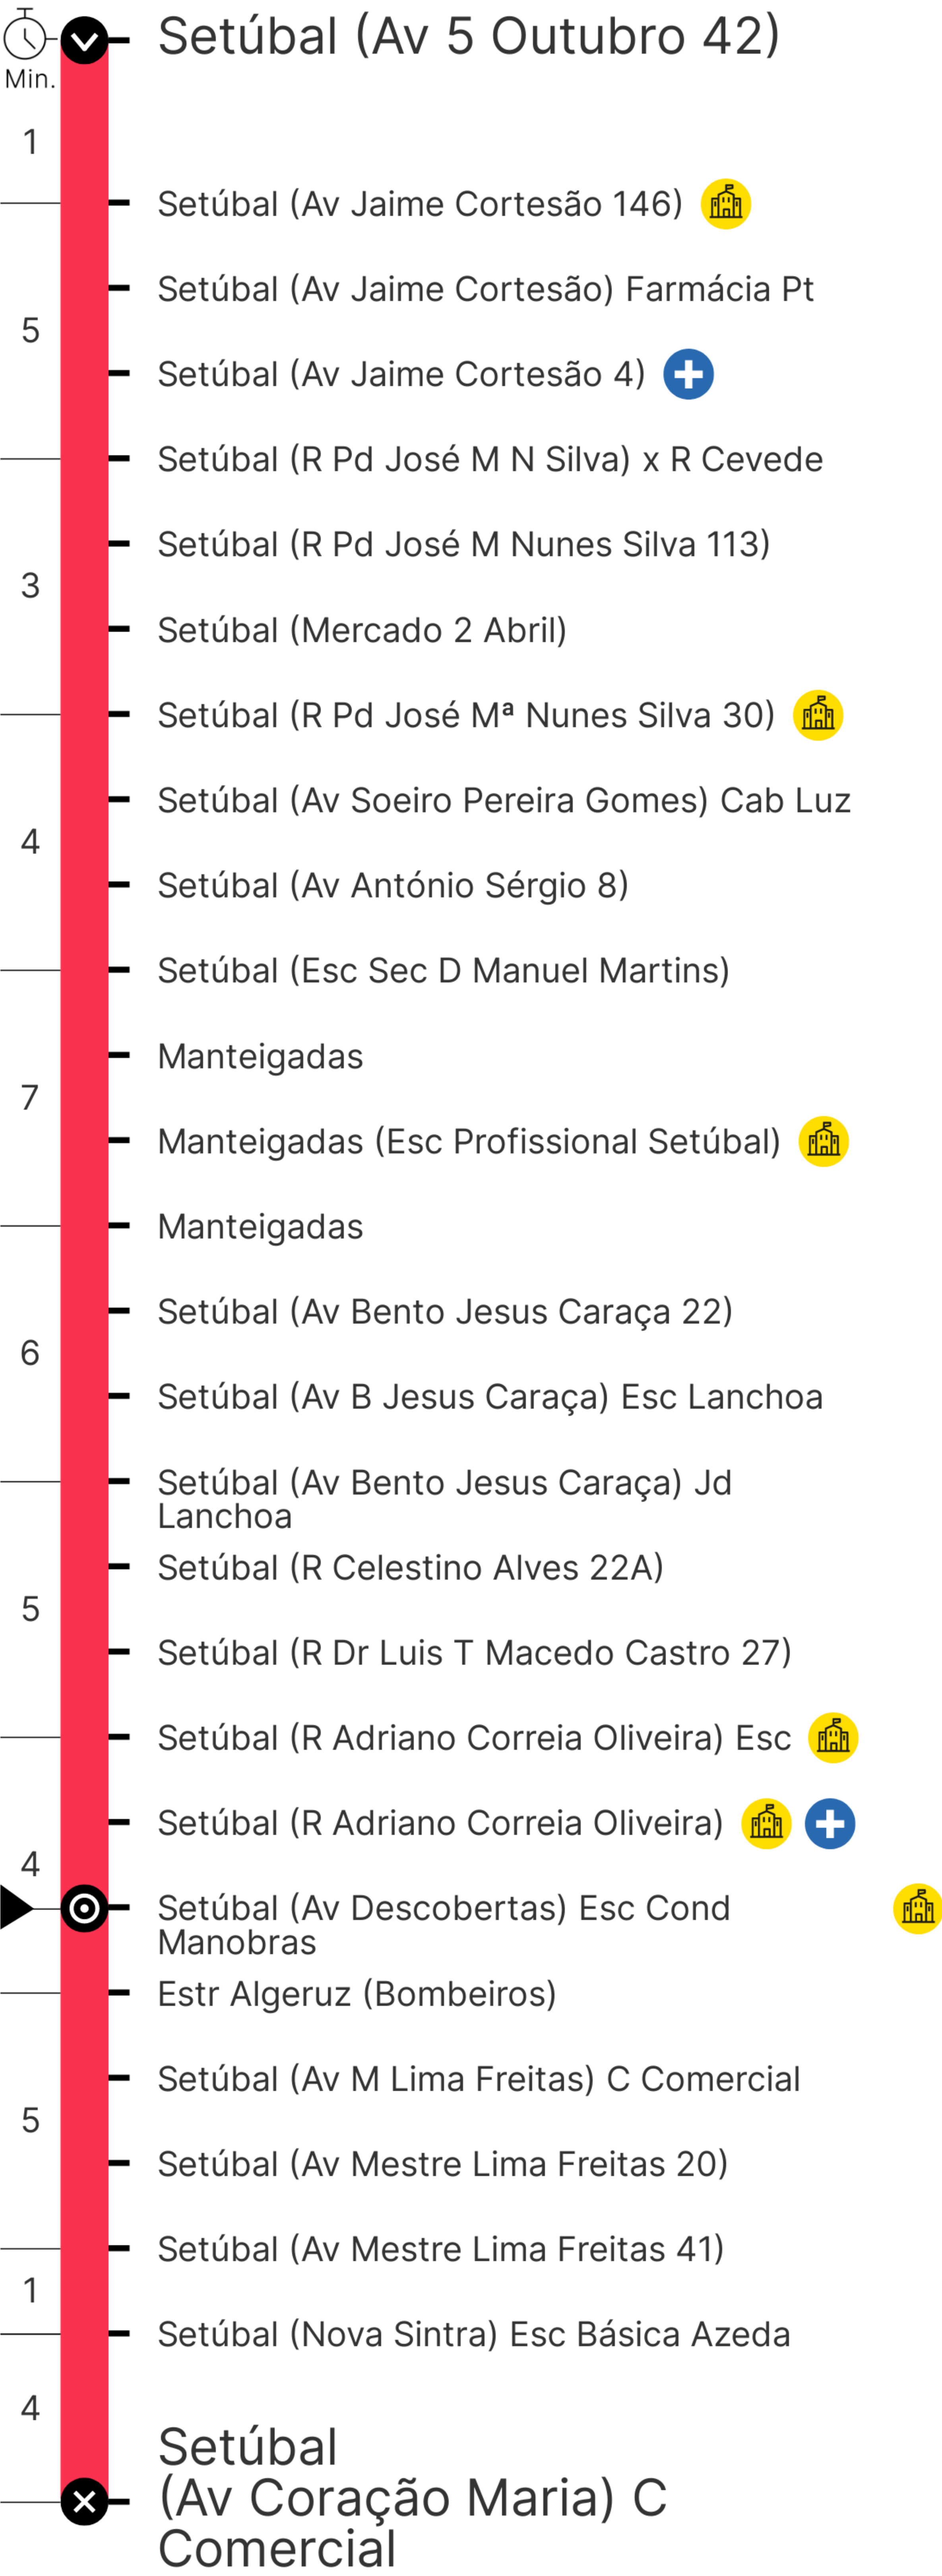 Setúbal (Av 5 Outubro 42)
Min.
1
Setúbal (Av Jaime Cortesão 146)
Setúbal (Av Jaime Cortesão) Farmácia Pt
5
Setúbal (Av Jaime Cortesão 4)
Setúbal (R Pd José M N Silva) x R Cevede
Setúbal (R Pd José M Nunes Silva 113)
3
Setúbal (Mercado 2 Abril)
Setúbal (R Pd José Mª Nunes Silva 30)
Setúbal (Av Soeiro Pereira Gomes) Cab Luz
4
Setúbal (Av António Sérgio 8)
Setúbal (Esc Sec D Manuel Martins)
Manteigadas
7
Manteigadas (Esc Profissional Setúbal)
Manteigadas
Setúbal (Av Bento Jesus Caraça 22)
6
Setúbal (Av B Jesus Caraça) Esc Lanchoa
Setúbal (Av Bento Jesus Caraça) Jd
Lanchoa
Setúbal (R Celestino Alves 22A)
5
Setúbal (R Dr Luis T Macedo Castro 27)
Setúbal (R Adriano Correia Oliveira) Esc
Setúbal (R Adriano Correia Oliveira)
4
Setúbal (Av Descobertas) Esc Cond
Manobras
Estr Algeruz (Bombeiros)
Setúbal (Av M Lima Freitas) C Comercial
5
Setúbal (Av Mestre Lima Freitas 20)
Setúbal (Av Mestre Lima Freitas 41)
1
Setúbal (Nova Sintra) Esc Básica Azeda
4
Setúbal
(Av Coração Maria) C
Comercial